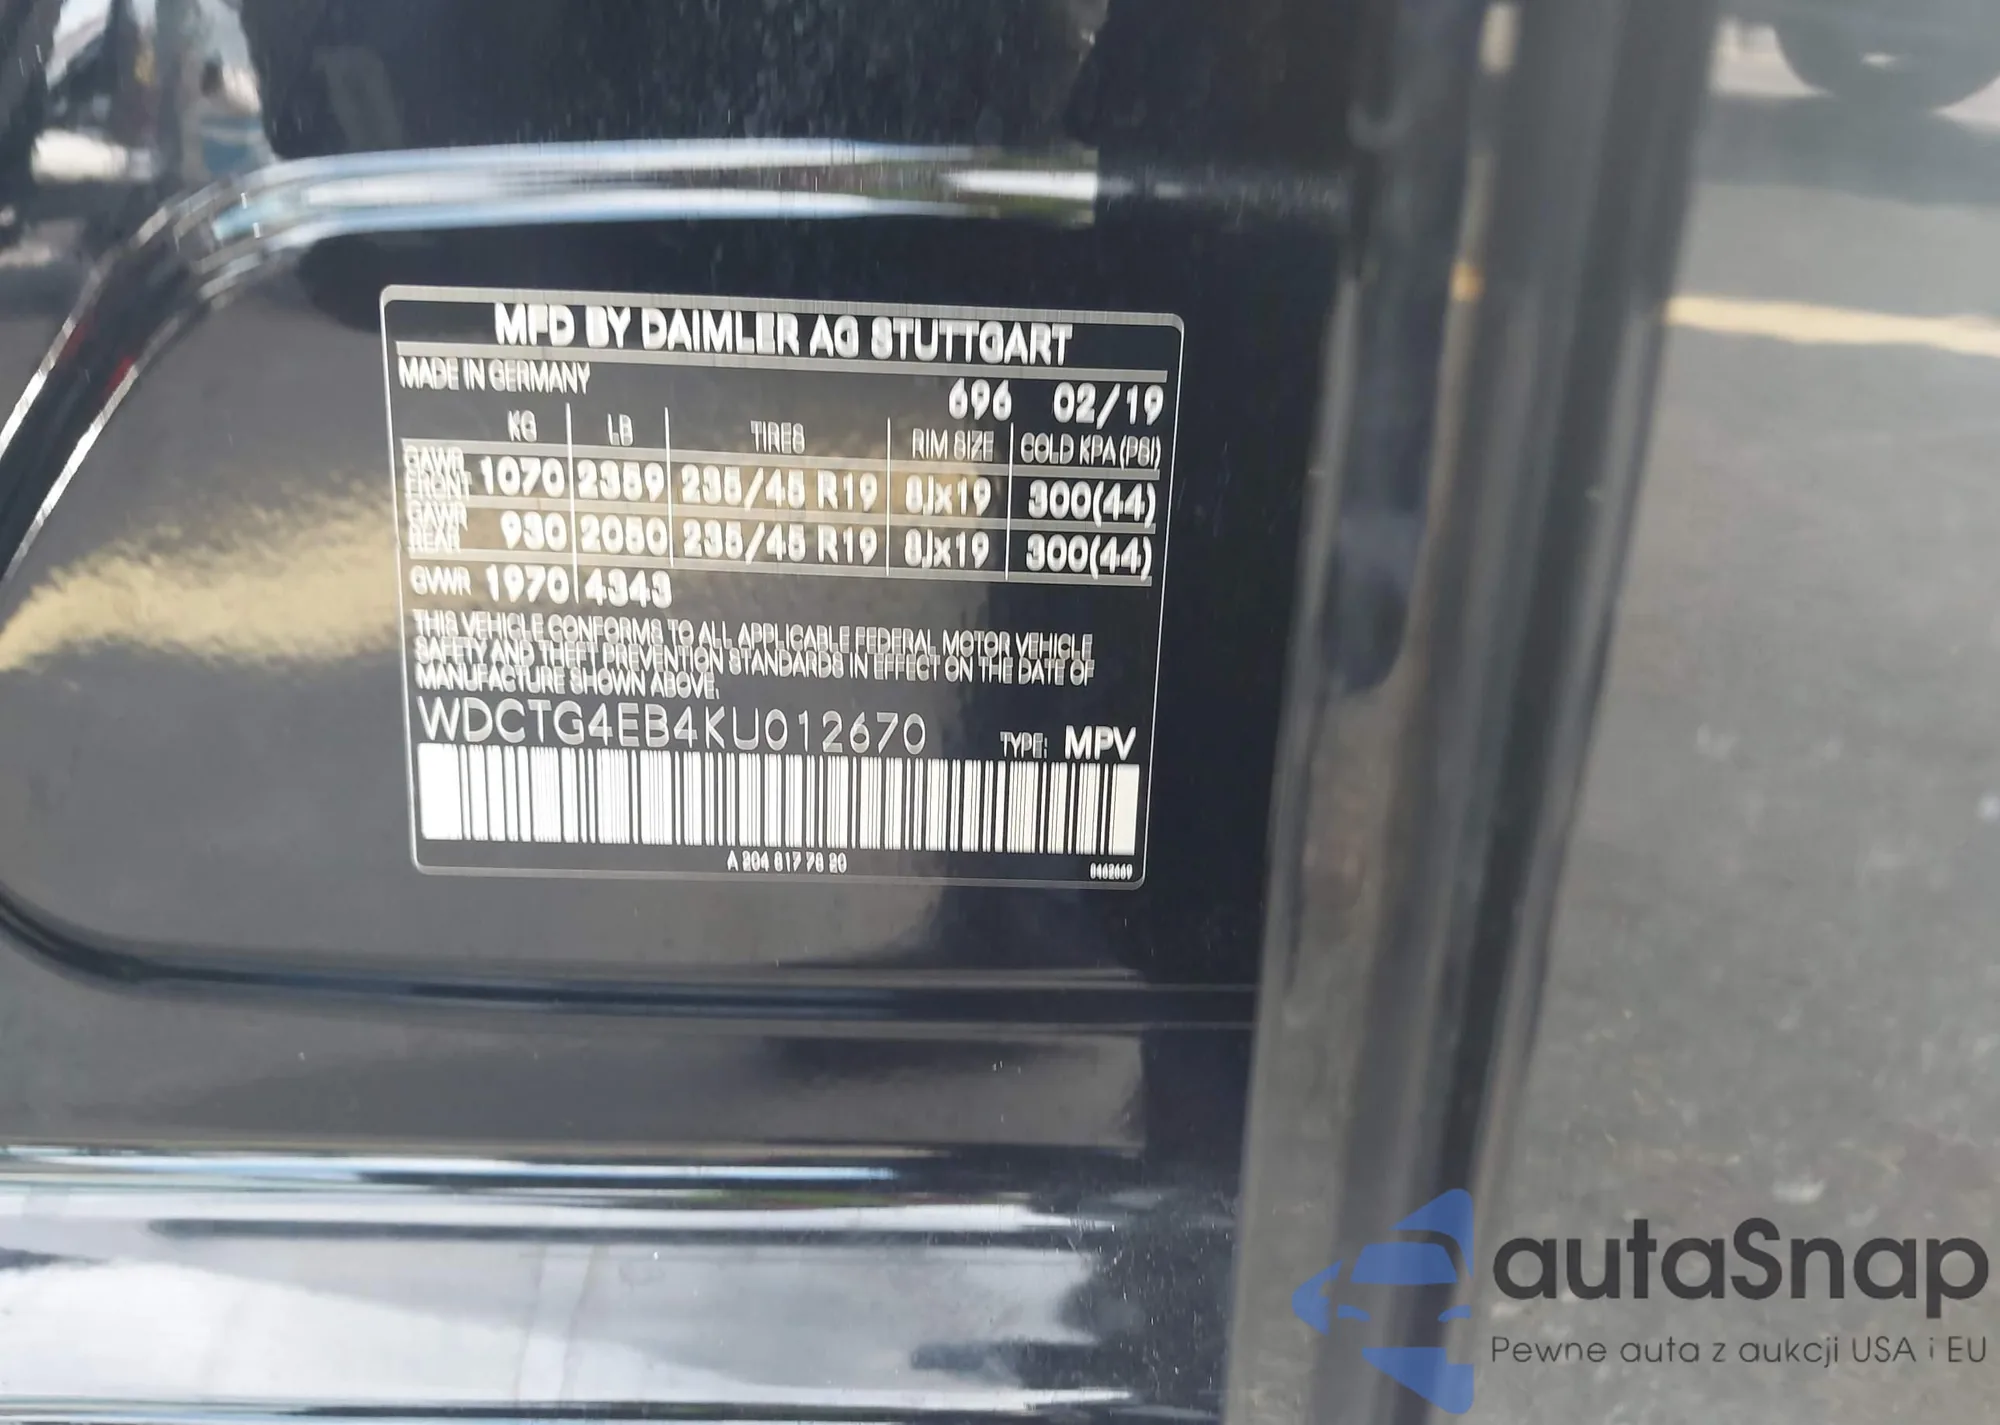 MFD BY DAIMLER AG STUTTGART
MADE IN GERMANY
696 02/19
KG LB TIRES RIM SIZE COLD KPA (PSI)
GAWR FRONT 1070 2359 235/45 R19 8Jx19 300(44)
GAWR REAR 930 2050 235/45 R19 8Jx19 300(44)
GVWR 1970 4343
THIS VEHICLE CONFORMS TO ALL APPLICABLE FEDERAL MOTOR VEHICLE
SAFETY AND THEFT PREVENTION STANDARDS IN EFFECT ON THE DATE OF
MANUFACTURE SHOWN ABOVE.
WDCTG4EB4KU012670 TYPE: MPV
A 204 817 78 20
autaSnap
Pewne auta z aukcji USA i EU